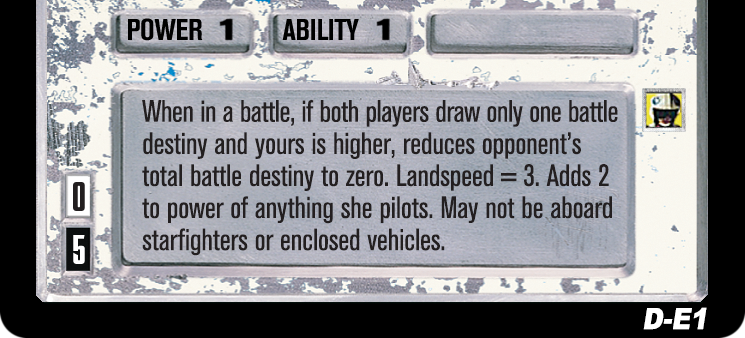 POWER 1 ABILITY 1
When in a battle, if both players draw only one battle
destiny and yours is higher, reduces opponent's
total battle destiny to zero. Landspeed = 3. Adds 2
to power of anything she pilots. May not be aboard
starfighters or enclosed vehicles.
0
5
D-E1